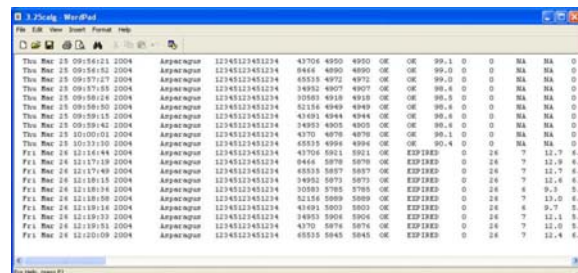 3.25calg - WordPad
File Edit View Insert Format Help
Thu Mar 25 09:56:21 2004 Asparagus 12345123451234 43706 4950 4950 OK OK 99.1 0 0 NA NA 0
Thu Mar 25 09:56:52 2004 Asparagus 12345123451234 8466 4890 4890 OK OK 99.0 0 0 NA NA 0
Thu Mar 25 09:57:27 2004 Asparagus 12345123451234 65535 4972 4972 OK OK 99.0 0 0 NA NA 0
Thu Mar 25 09:57:55 2004 Asparagus 12345123451234 34952 4907 4907 OK OK 98.6 0 0 NA NA 0
Thu Mar 25 09:58:26 2004 Asparagus 12345123451234 30583 4918 4918 OK OK 98.5 0 0 NA NA 0
Thu Mar 25 09:58:50 2004 Asparagus 12345123451234 52156 4949 4949 OK OK 98.6 0 0 NA NA 0
Thu Mar 25 09:59:15 2004 Asparagus 12345123451234 43691 4944 4944 OK OK 98.6 0 0 NA NA 0
Thu Mar 25 09:59:42 2004 Asparagus 12345123451234 34953 4905 4905 OK OK 98.6 0 0 NA NA 0
Thu Mar 25 10:00:01 2004 Asparagus 12345123451234 4370 4878 4878 OK OK 98.1 0 0 NA NA 0
Thu Mar 25 10:33:30 2004 Asparagus 12345123451234 65535 4996 4996 OK OK 90.4 0 0 NA NA 0
Fri Mar 26 12:16:44 2004 Asparagus 12345123451234 43706 5921 5921 OK EXPIRED 0 26 7 12.7
Fri Mar 26 12:17:19 2004 Asparagus 12345123451234 8466 5878 5878 OK EXPIRED 0 26 7 12.9
Fri Mar 26 12:17:49 2004 Asparagus 12345123451234 65535 5857 5857 OK EXPIRED 0 26 7 12.7
Fri Mar 26 12:18:15 2004 Asparagus 12345123451234 34952 5873 5873 OK EXPIRED 0 26 7 12.6
Fri Mar 26 12:18:36 2004 Asparagus 12345123451234 30583 5785 5785 OK EXPIRED 0 26 6 9.3
Fri Mar 26 12:18:58 2004 Asparagus 12345123451234 52156 5889 5889 OK EXPIRED 0 26 7 13.0
Fri Mar 26 12:19:16 2004 Asparagus 12345123451234 43691 5803 5803 OK EXPIRED 0 26 6 9.7
Fri Mar 26 12:19:33 2004 Asparagus 12345123451234 34953 5906 5906 OK EXPIRED 0 26 7 12.1
Fri Mar 26 12:19:51 2004 Asparagus 12345123451234 4370 5876 5876 OK EXPIRED 0 26 7 12.0
Fri Mar 26 12:20:09 2004 Asparagus 12345123451234 65535 5845 5845 OK EXPIRED 0 26 7 12.4
For Help, press F1